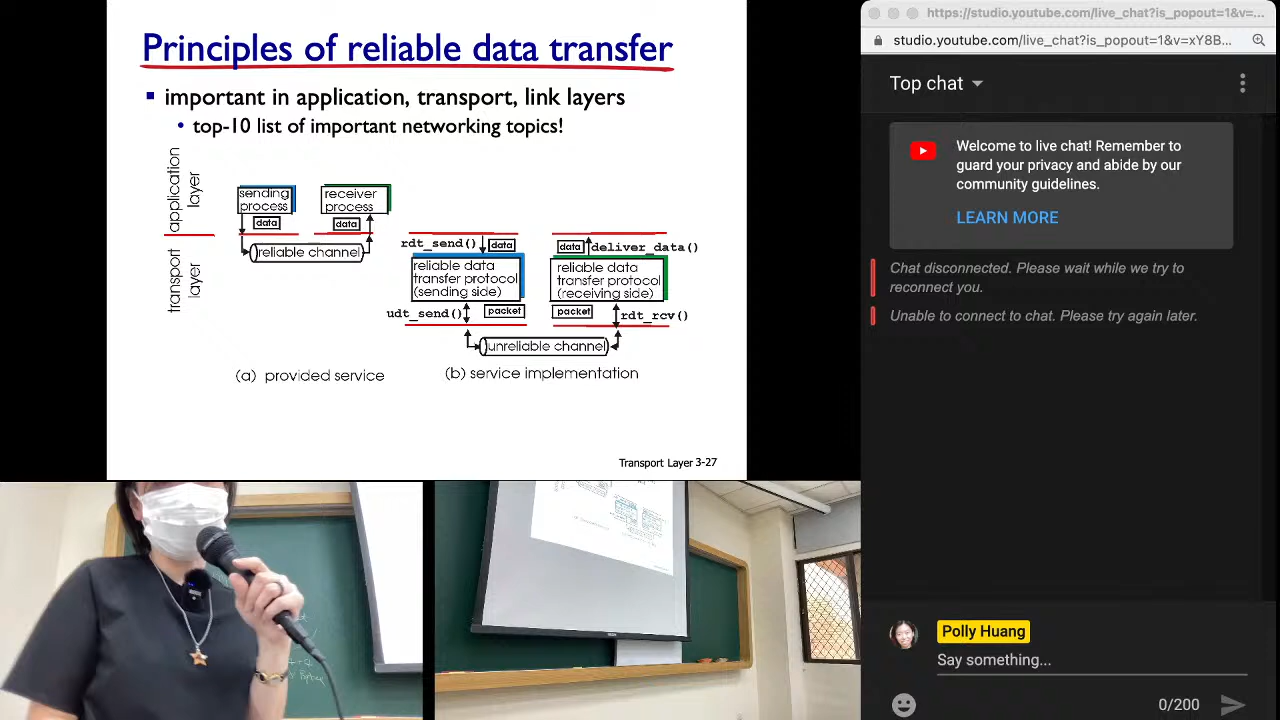 Principles of reliable data transfer
important in application, transport, link layers
top-10 list of important networking topics!
application
layer
transport
layer
sending
process
data
receiver
process
data
reliable channel
rdt_send()
data
reliable data
transfer protocol
(sending side)
udt_send()
packet
data
deliver_data()
reliable data
transfer protocol
(receiving side)
packet
rdt_rcv()
unreliable channel
(a) provided service
(b) service implementation
Transport Layer 3-27
https://studio.youtube.com/live_chat?is_popout=1&v=...
studio.youtube.com/live_chat?is_popout=1&v=xY8B...
Top chat
Welcome to live chat! Remember to
guard your privacy and abide by our
community guidelines.
LEARN MORE
Chat disconnected. Please wait while we try to
reconnect you.
Unable to connect to chat. Please try again later.
Polly Huang
Say something...
0/200